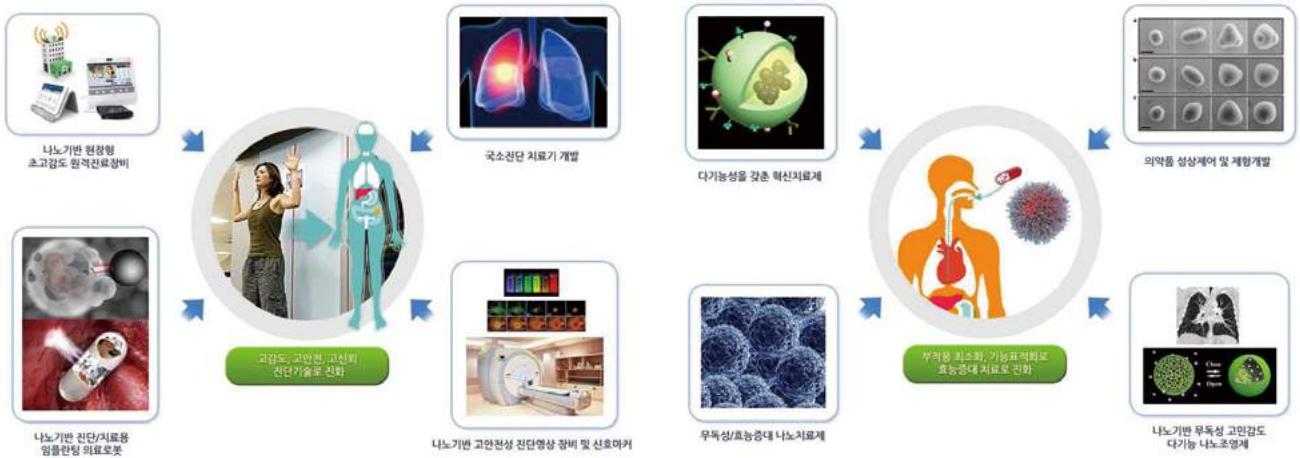 나노기반 현장형
초고감도 원격진료장비
국소진단 치료기 개발
고감도, 고안전, 고신뢰
진단기술로 진화
나노기반 진단/치료용
임플란팅 의료로봇
나노기반 고안전성 진단영상 장비 및 신호마커
다기능성을 갖춘 혁신치료제
의약품 성상제어 및 제형개발
부작용 최소화, 기능표적화로
효능증대 치료로 진화
무독성/효능증대 나노치료제
Close
Open
나노기반 무독성 고민감도
다기능 나노조영제